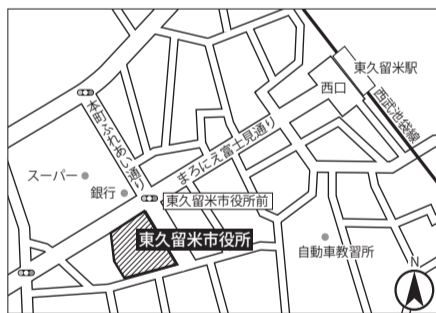 東久留米駅
西口
西武池袋線
本町ふれあい通り
まろにえ富士見通り
スーパー
銀行
東久留米市役所前
東久留米市役所
自動車教習所
N